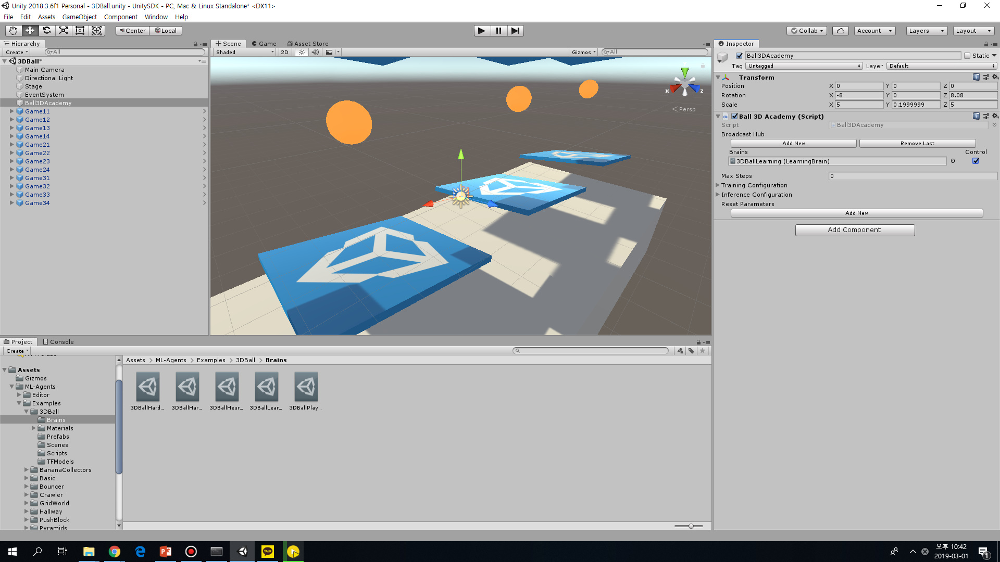 Unity 2018.3.6f1 Personal - 3DBall.unity - UnitySDK - PC, Mac & Linux Standalone* <DX11>
File Edit Assets GameObject Component Window Help
Center Local
Collab Account Layers Layout
Hierarchy
Create All
3DBall*
Main Camera
Directional Light
Stage
EventSystem
Ball3DAcademy
Game11
Game12
Game13
Game14
Game21
Game22
Game23
Game24
Game31
Game32
Game33
Game34
Scene Game Asset Store
Shaded 2D Gizmos All
x z
Persp
Inspector
Ball3DAcademy Static
Tag Untagged Layer Default
Transform
Position X 0 Y 0 Z 0
Rotation X -8 Y 0 Z 8.08
Scale X 5 Y 0.1999999 Z 5
Ball 3D Academy (Script)
Script Ball3DAcademy
Broadcast Hub
Add New Remove Last
Brains Control
3DBallLearning (LearningBrain)
Max Steps 0
Training Configuration
Inference Configuration
Reset Parameters
Add New
Add Component
Project Console
Create
Assets
Gizmos
ML-Agents
Editor
Examples
3DBall
Brains
Materials
Prefabs
Scenes
Scripts
TFModels
BananaCollectors
Basic
Bouncer
Crawler
GridWorld
Hallway
PushBlock
Pyramids
Assets > ML-Agents > Examples > 3DBall > Brains
3DBallHard... 3DBallHar... 3DBallHeur... 3DBallLear... 3DBallPlay...
TALK
오후 10:42
2019-03-01
1